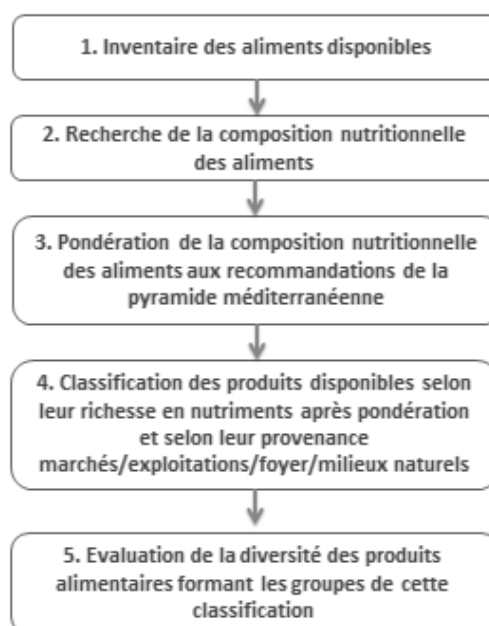 1. Inventaire des aliments disponibles
2. Recherche de la composition nutritionnelle
des aliments
3. Pondération de la composition nutritionnelle
des aliments aux recommandations de la
pyramide méditerranéenne
4. Classification des produits disponibles selon
leur richesse en nutriments après pondération
et selon leur provenance
marchés/exploitations/foyer/milieux naturels
5. Evaluation de la diversité des produits
alimentaires formant les groupes de cette
classification